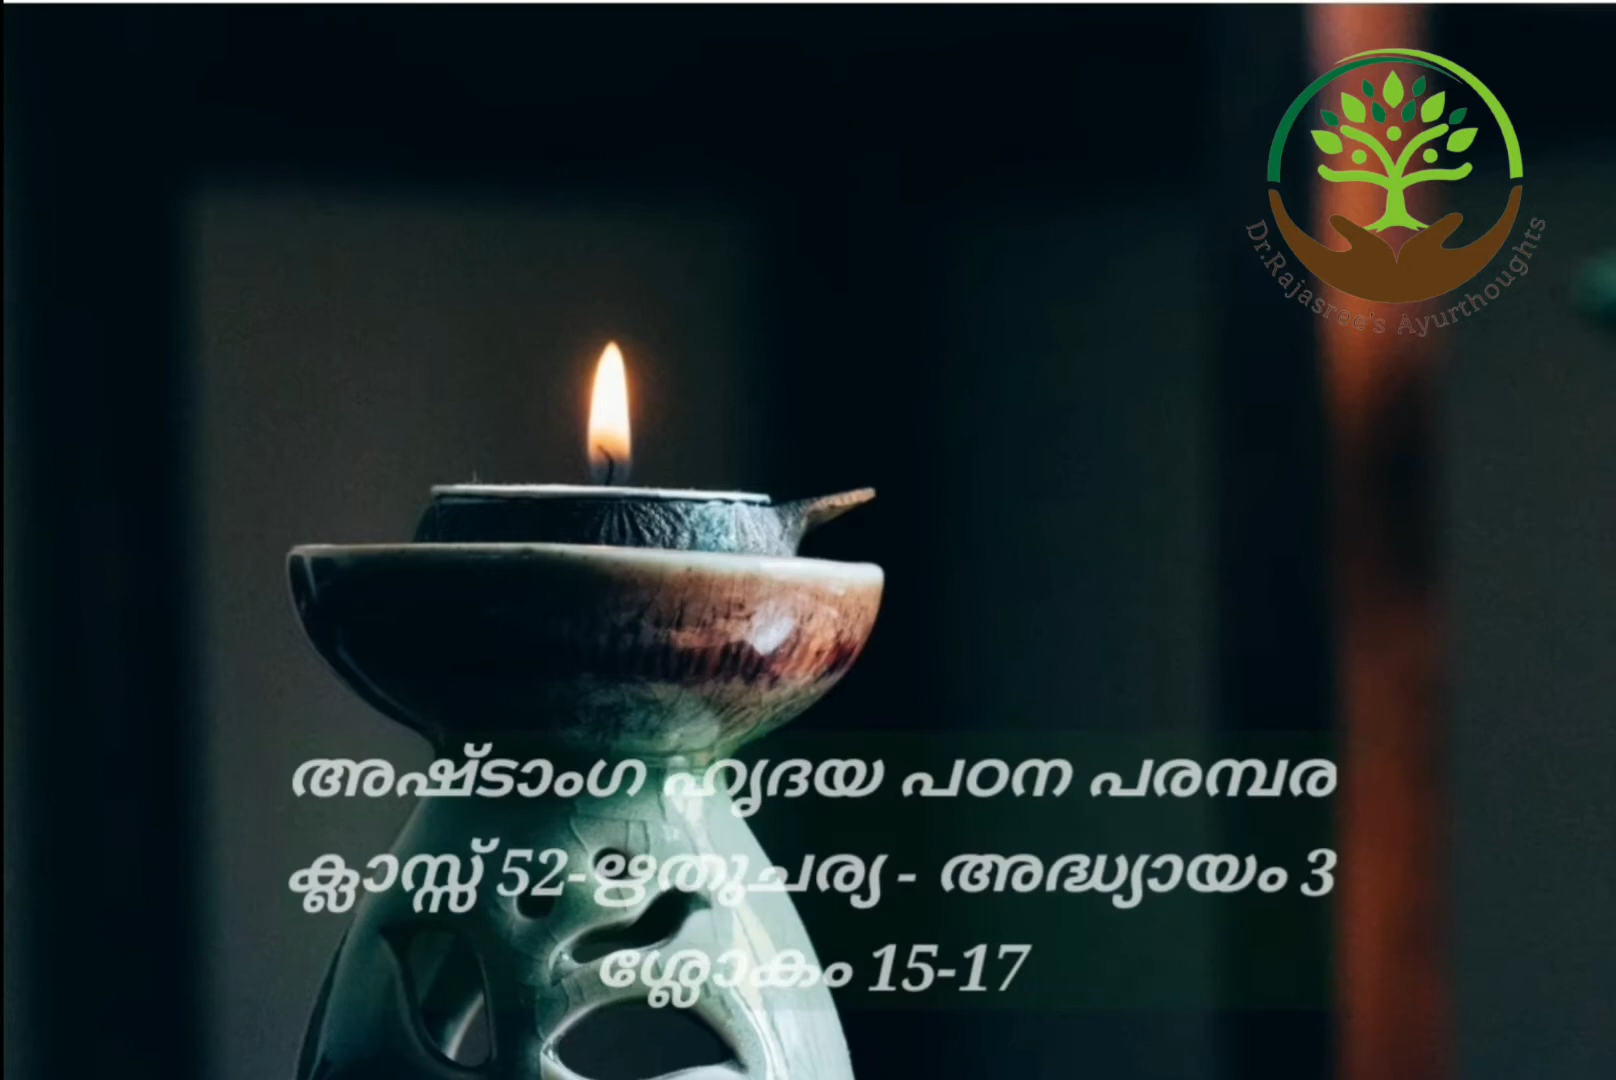 Dr.Rajasree's Ayurthoughts
അഷ്ടാംഗ ഹൃദയ പഠന പരമ്പര
ക്ലാസ്സ് 52-ഋതുചര്യ - അദ്ധ്യായം 3
ശ്ലോകം 15-17